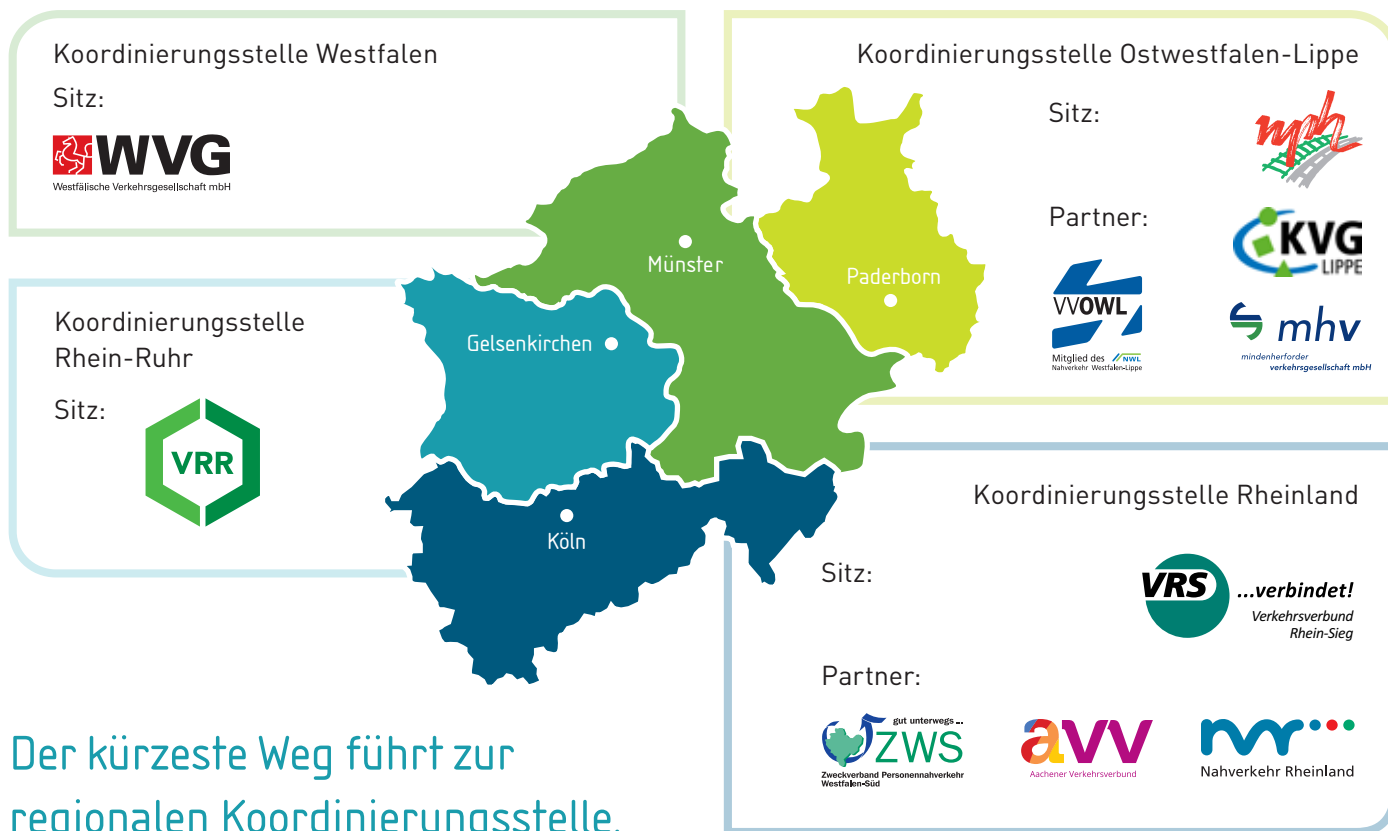 Koordinierungsstelle Westfalen
Sitz:
WVG
Westfälische Verkehrsgesellschaft mbH
Koordinierungsstelle Ostwestfalen-Lippe
Sitz:
mph
Partner:
KVG
LIPPE
VVOWL
Mitglied des NWL
Nahverkehr Westfalen-Lippe
mhv
mindenherforder
verkehrsgesellschaft mbH
Koordinierungsstelle
Rhein-Ruhr
Sitz:
VRR
Münster
Paderborn
Gelsenkirchen
Köln
Koordinierungsstelle Rheinland
Sitz:
VRS
...verbindet!
Verkehrsverbund
Rhein-Sieg
Partner:
gut unterwegs...
ZWS
Zweckverband Personennahverkehr
Westfalen-Süd
avv
Aachener Verkehrsverbund
nvr
Nahverkehr Rheinland
Der kürzeste Weg führt zur
regionalen Koordinierungsstelle.